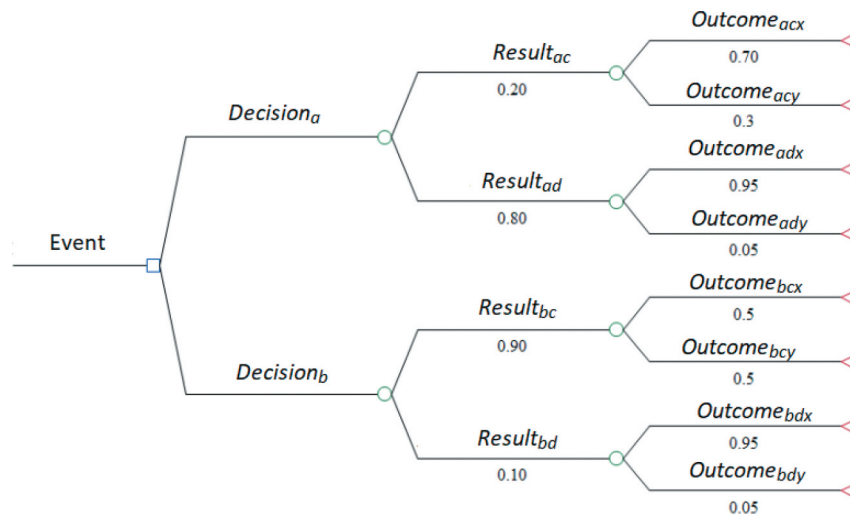 Outcome_acx
0.70
Result_ac
0.20
Outcome_acy
0.3
Decision_a
Outcome_adx
0.95
Result_ad
0.80
Outcome_ady
0.05
Event
Outcome_bcx
0.5
Result_bc
0.90
Outcome_bcy
0.5
Decision_b
Outcome_bdx
0.95
Result_bd
0.10
Outcome_bdy
0.05